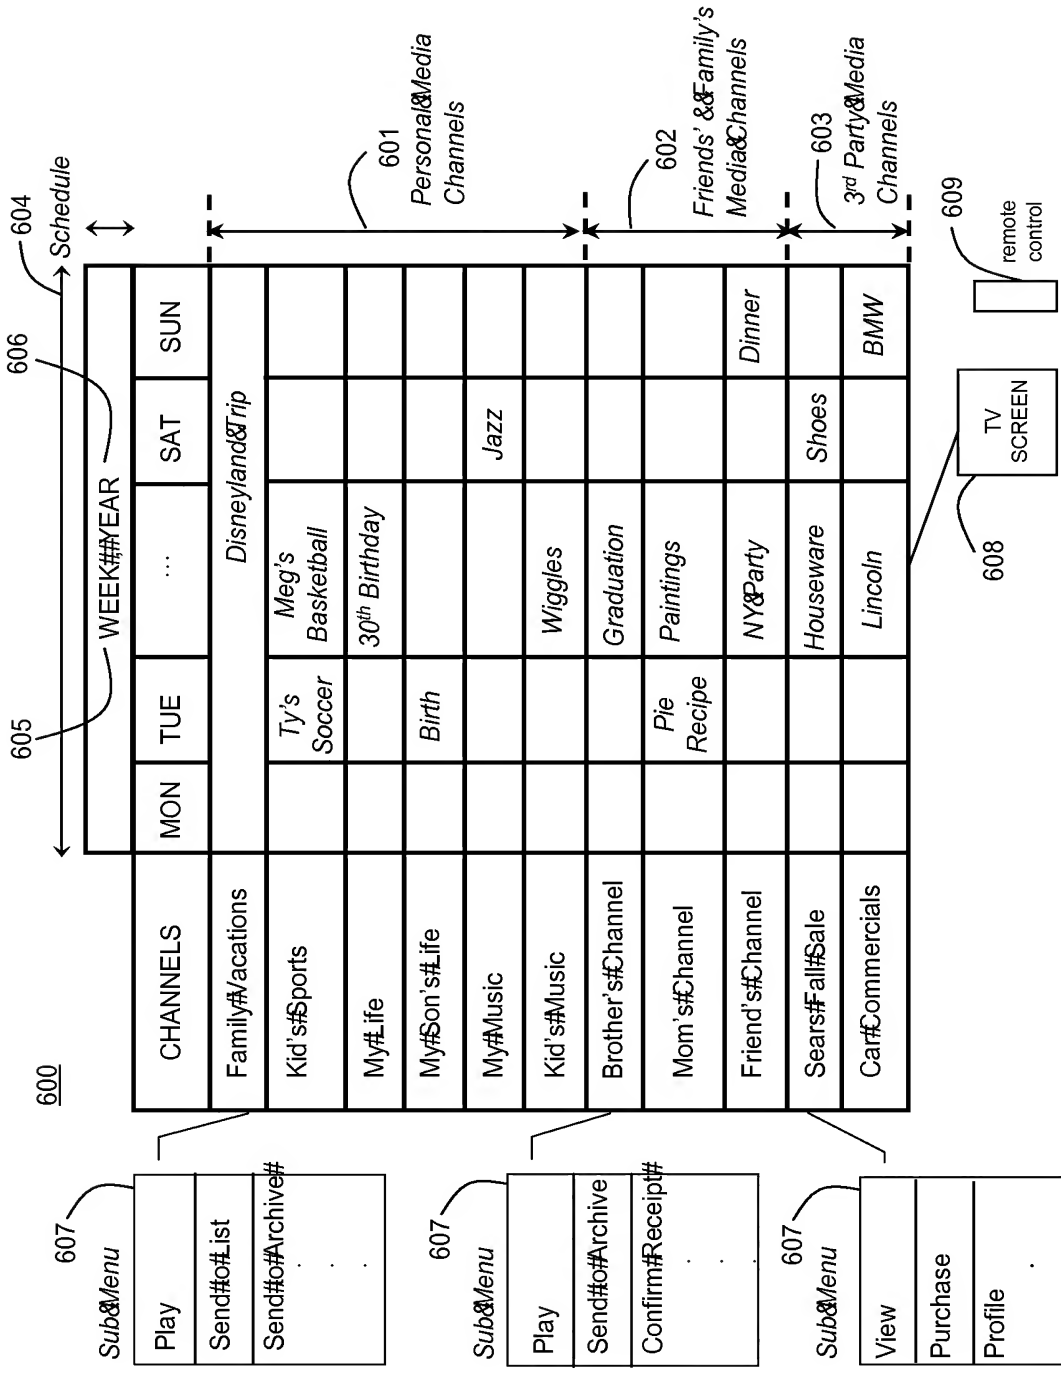 600
604
Schedule
605
606
WEEK##,##YEAR
CHANNELS
MON
TUE
...
SAT
SUN
Family#Vacations
Disneyland&Trip
Kid's#Sports
Ty's
Soccer
Meg's
Basketball
My#Life
30th Birthday
My#Son's#Life
Birth
My#Music
Jazz
Kid's#Music
Wiggles
Brother's#Channel
Graduation
Mom's#Channel
Pie
Recipe
Paintings
Friend's#Channel
NY&Party
Dinner
Sears#Fall#Sale
Houseware
Shoes
Car#Commercials
Lincoln
BMW
601
Personal&Media
Channels
602
Friends' &&Family's
Media&Channels
603
3rd Party&Media
Channels
607
Sub&Menu
Play
Send#to#List
Send#to#Archive#
. . .
607
Sub&Menu
Play
Send#to#Archive
Confirm#Receipt#
. . .
607
Sub&Menu
View
Purchase
Profile
.
608
TV
SCREEN
609
remote
control